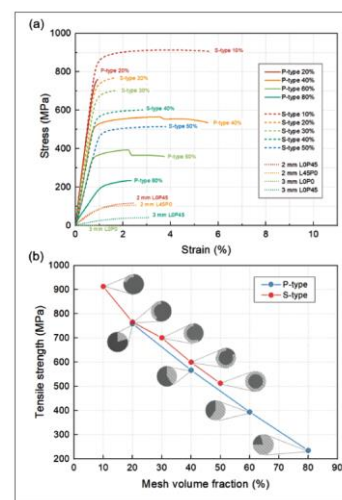 (a)
1000
800
600
400
200
0
Stress (MPa)
0
2
4
6
8
10
Strain (%)
S-type 10%
P-type 20%
S-type 20%
S-type 30%
S-type 40%
P-type 40%
S-type 50%
P-type 60%
P-type 80%
2 mm L0P45
2 mm L45P0
3 mm L0P45
3 mm L0P0
P-type 20%
P-type 40%
P-type 60%
P-type 80%
S-type 10%
S-type 20%
S-type 30%
S-type 40%
S-type 50%
2 mm L0P45
2 mm L45P0
3 mm L0P0
3 mm L0P45
(b)
1000
900
800
700
600
500
400
300
200
Tensile strength (MPa)
P-type
S-type
0
10
20
30
40
50
60
70
80
Mesh volume fraction (%)